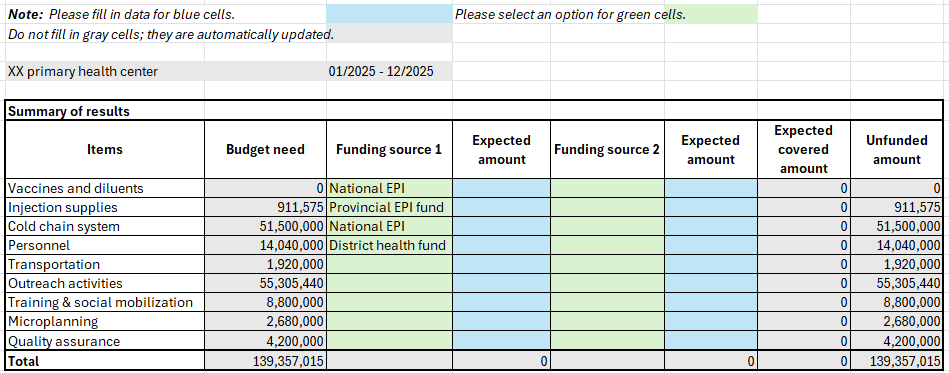 Note: Please fill in data for blue cells. Please select an option for green cells.
Do not fill in gray cells; they are automatically updated.
XX primary health center 01/2025 - 12/2025
Summary of results
Items Budget need Funding source 1 Expected amount Funding source 2 Expected amount Expected covered amount Unfunded amount
Vaccines and diluents 0 National EPI 0 0
Injection supplies 911,575 Provincial EPI fund 0 911,575
Cold chain system 51,500,000 National EPI 0 51,500,000
Personnel 14,040,000 District health fund 0 14,040,000
Transportation 1,920,000 0 1,920,000
Outreach activities 55,305,440 0 55,305,440
Training & social mobilization 8,800,000 0 8,800,000
Microplanning 2,680,000 0 2,680,000
Quality assurance 4,200,000 0 4,200,000
Total 139,357,015 0 0 0 139,357,015